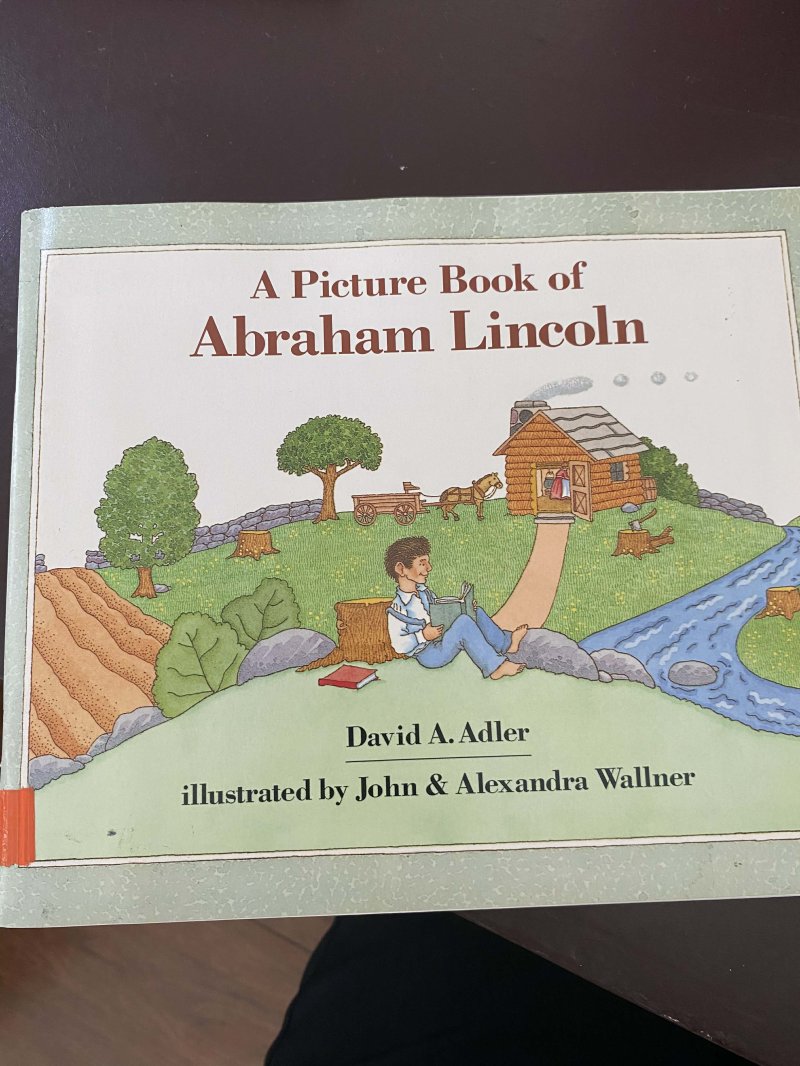 A Picture Book of
Abraham Lincoln
David A. Adler
illustrated by John & Alexandra Wallner